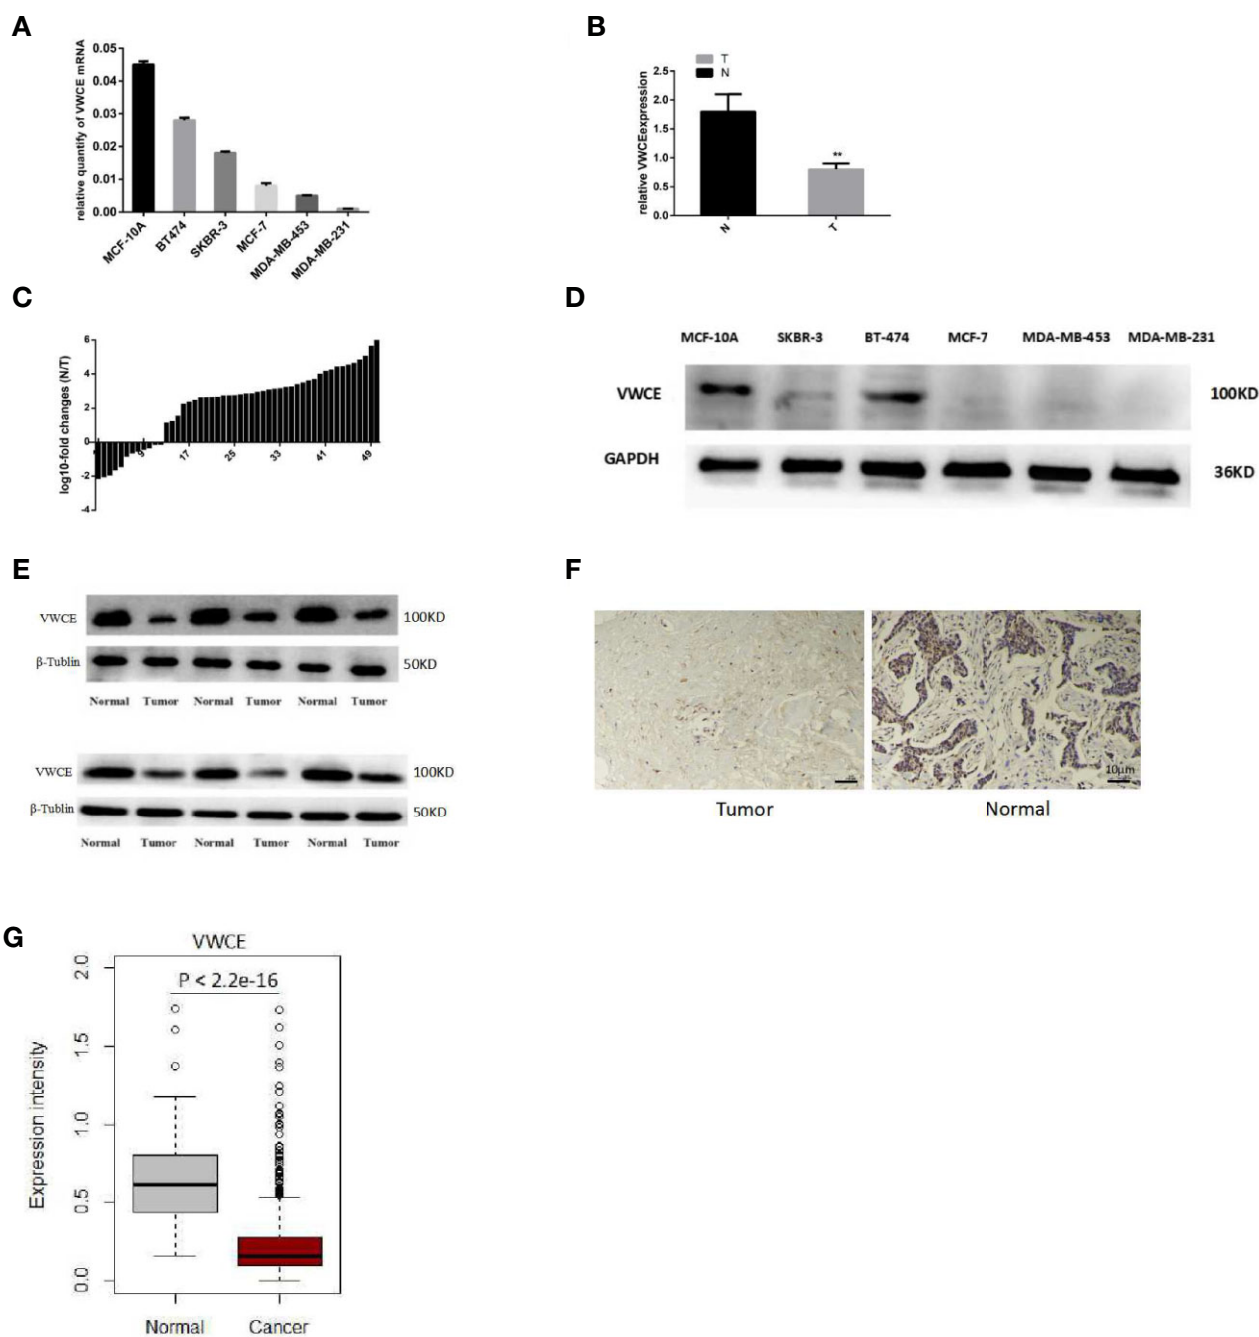 A
relative quantify of VWCE mRNA
0.05
0.04
0.03
0.02
0.01
0.00
MCF-10A
BT474
SKBR-3
MCF-7
MDA-MB-453
MDA-MB-231
B
T
N
relative VWCEexpression
2.5
2.0
1.5
1.0
0.5
0.0
**
N
T
C
log10-fold changes (N/T)
6
4
2
0
-2
-4
9
17
25
33
41
49
D
MCF-10A SKBR-3 BT-474 MCF-7 MDA-MB-453 MDA-MB-231
VWCE 100KD
GAPDH 36KD
E
VWCE 100KD
β-Tublin 50KD
Normal Tumor Normal Tumor Normal Tumor
VWCE 100KD
β-Tublin 50KD
Normal Tumor Normal Tumor Normal Tumor
F
10μm
Tumor Normal
G
VWCE
P < 2.2e-16
Expression intensity
2.0
1.5
1.0
0.5
0.0
Normal Cancer